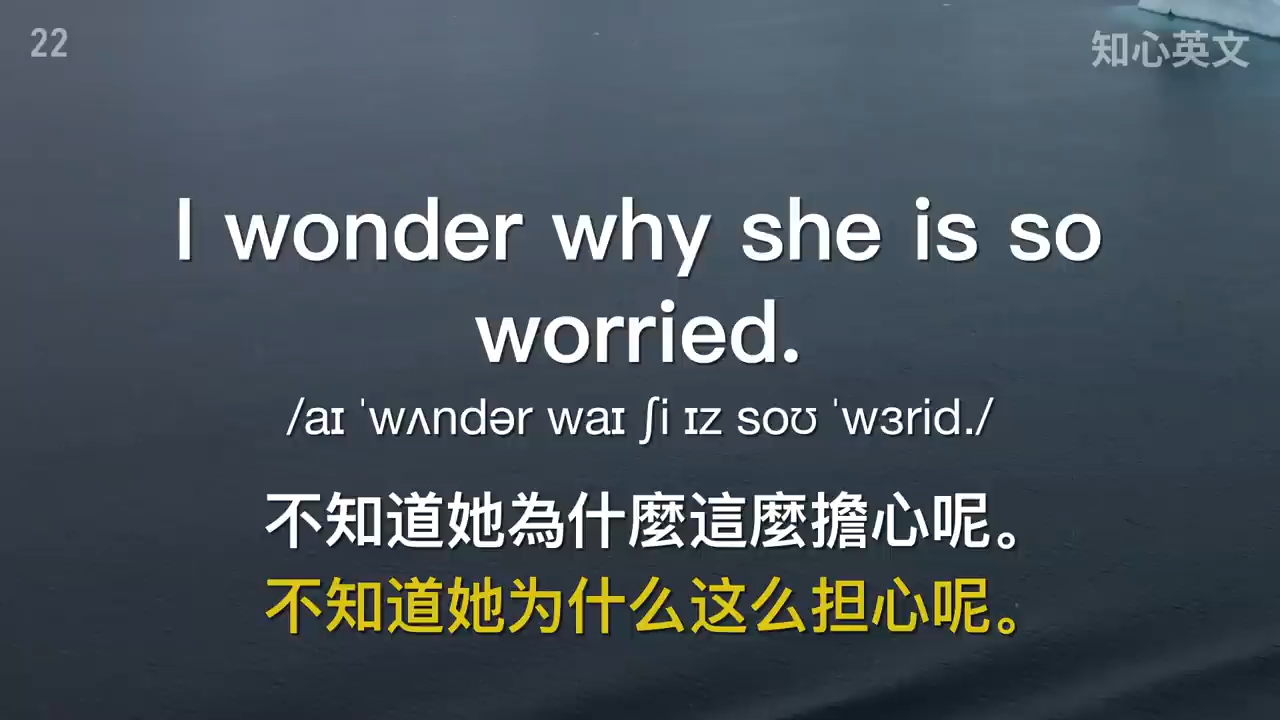 22
知心英文
I wonder why she is so
worried.
/aɪ ˈwʌndər waɪ ʃi ɪz soʊ ˈwɜrid./
不知道她為什麼這麼擔心呢。
不知道她为什么这么担心呢。